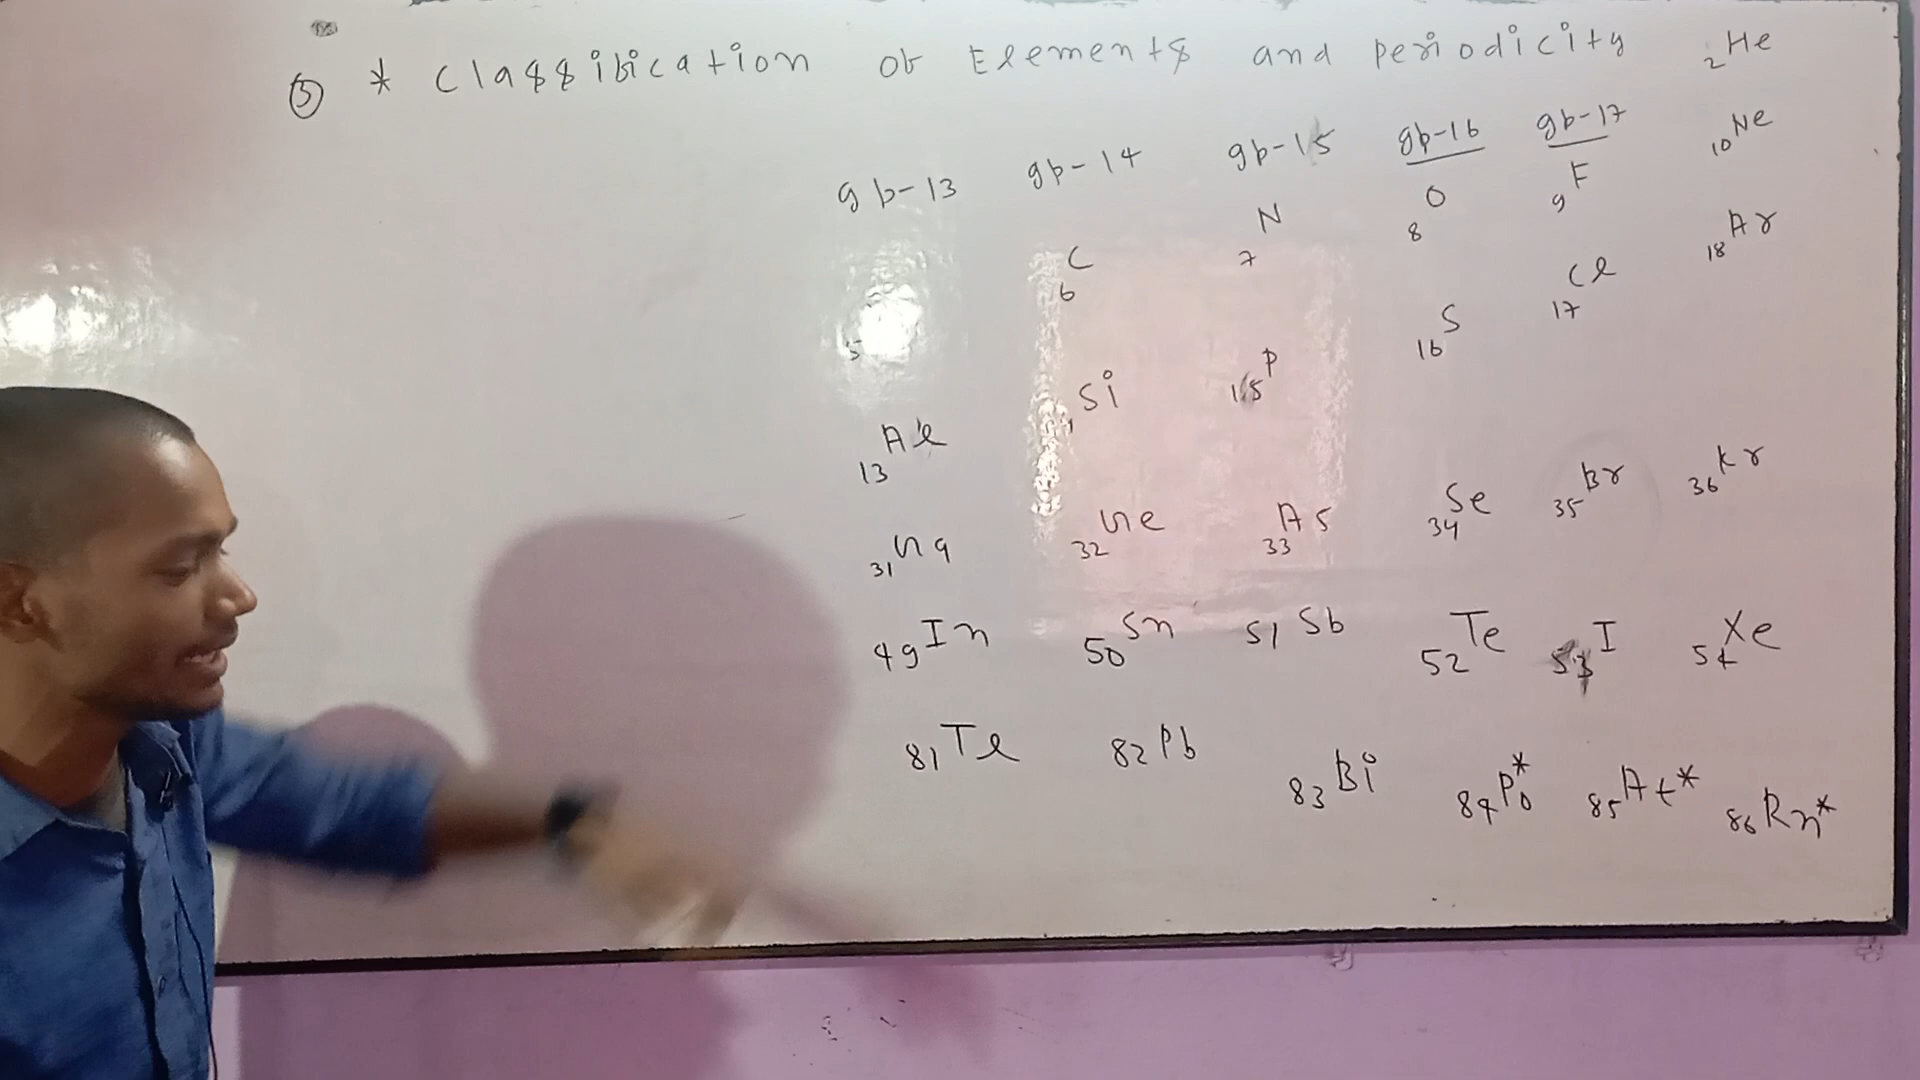 5 * Classification of Elements and periodicity
2He
gp-13 gp-14 gp-15 gp-16 gp-17
10Ne
5 6C 7N 8O 9F
18Ar
13Al Si 15P 16S 17Cl
31Ga 32Ge 33As 34Se 35Br 36Kr
49In 50Sn 51Sb 52Te 53I 54Xe
81Tl 82Pb 83Bi 84Po* 85At* 86Rn*